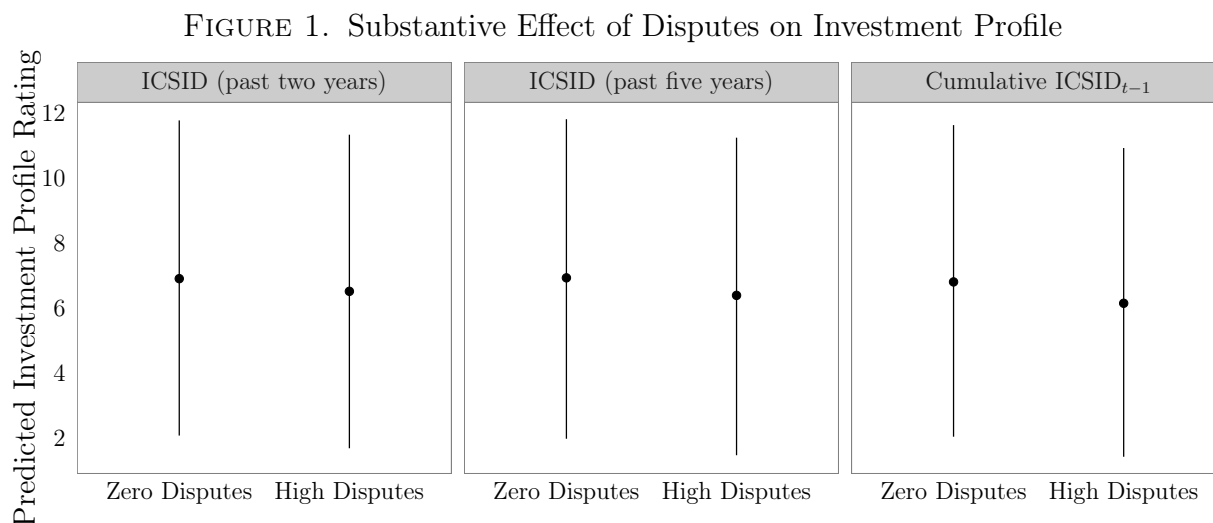 FIGURE 1. Substantive Effect of Disputes on Investment Profile
Predicted Investment Profile Rating
ICSID (past two years)
ICSID (past five years)
Cumulative ICSID_{t−1}
12
10
8
6
4
2
Zero Disputes
High Disputes
Zero Disputes
High Disputes
Zero Disputes
High Disputes